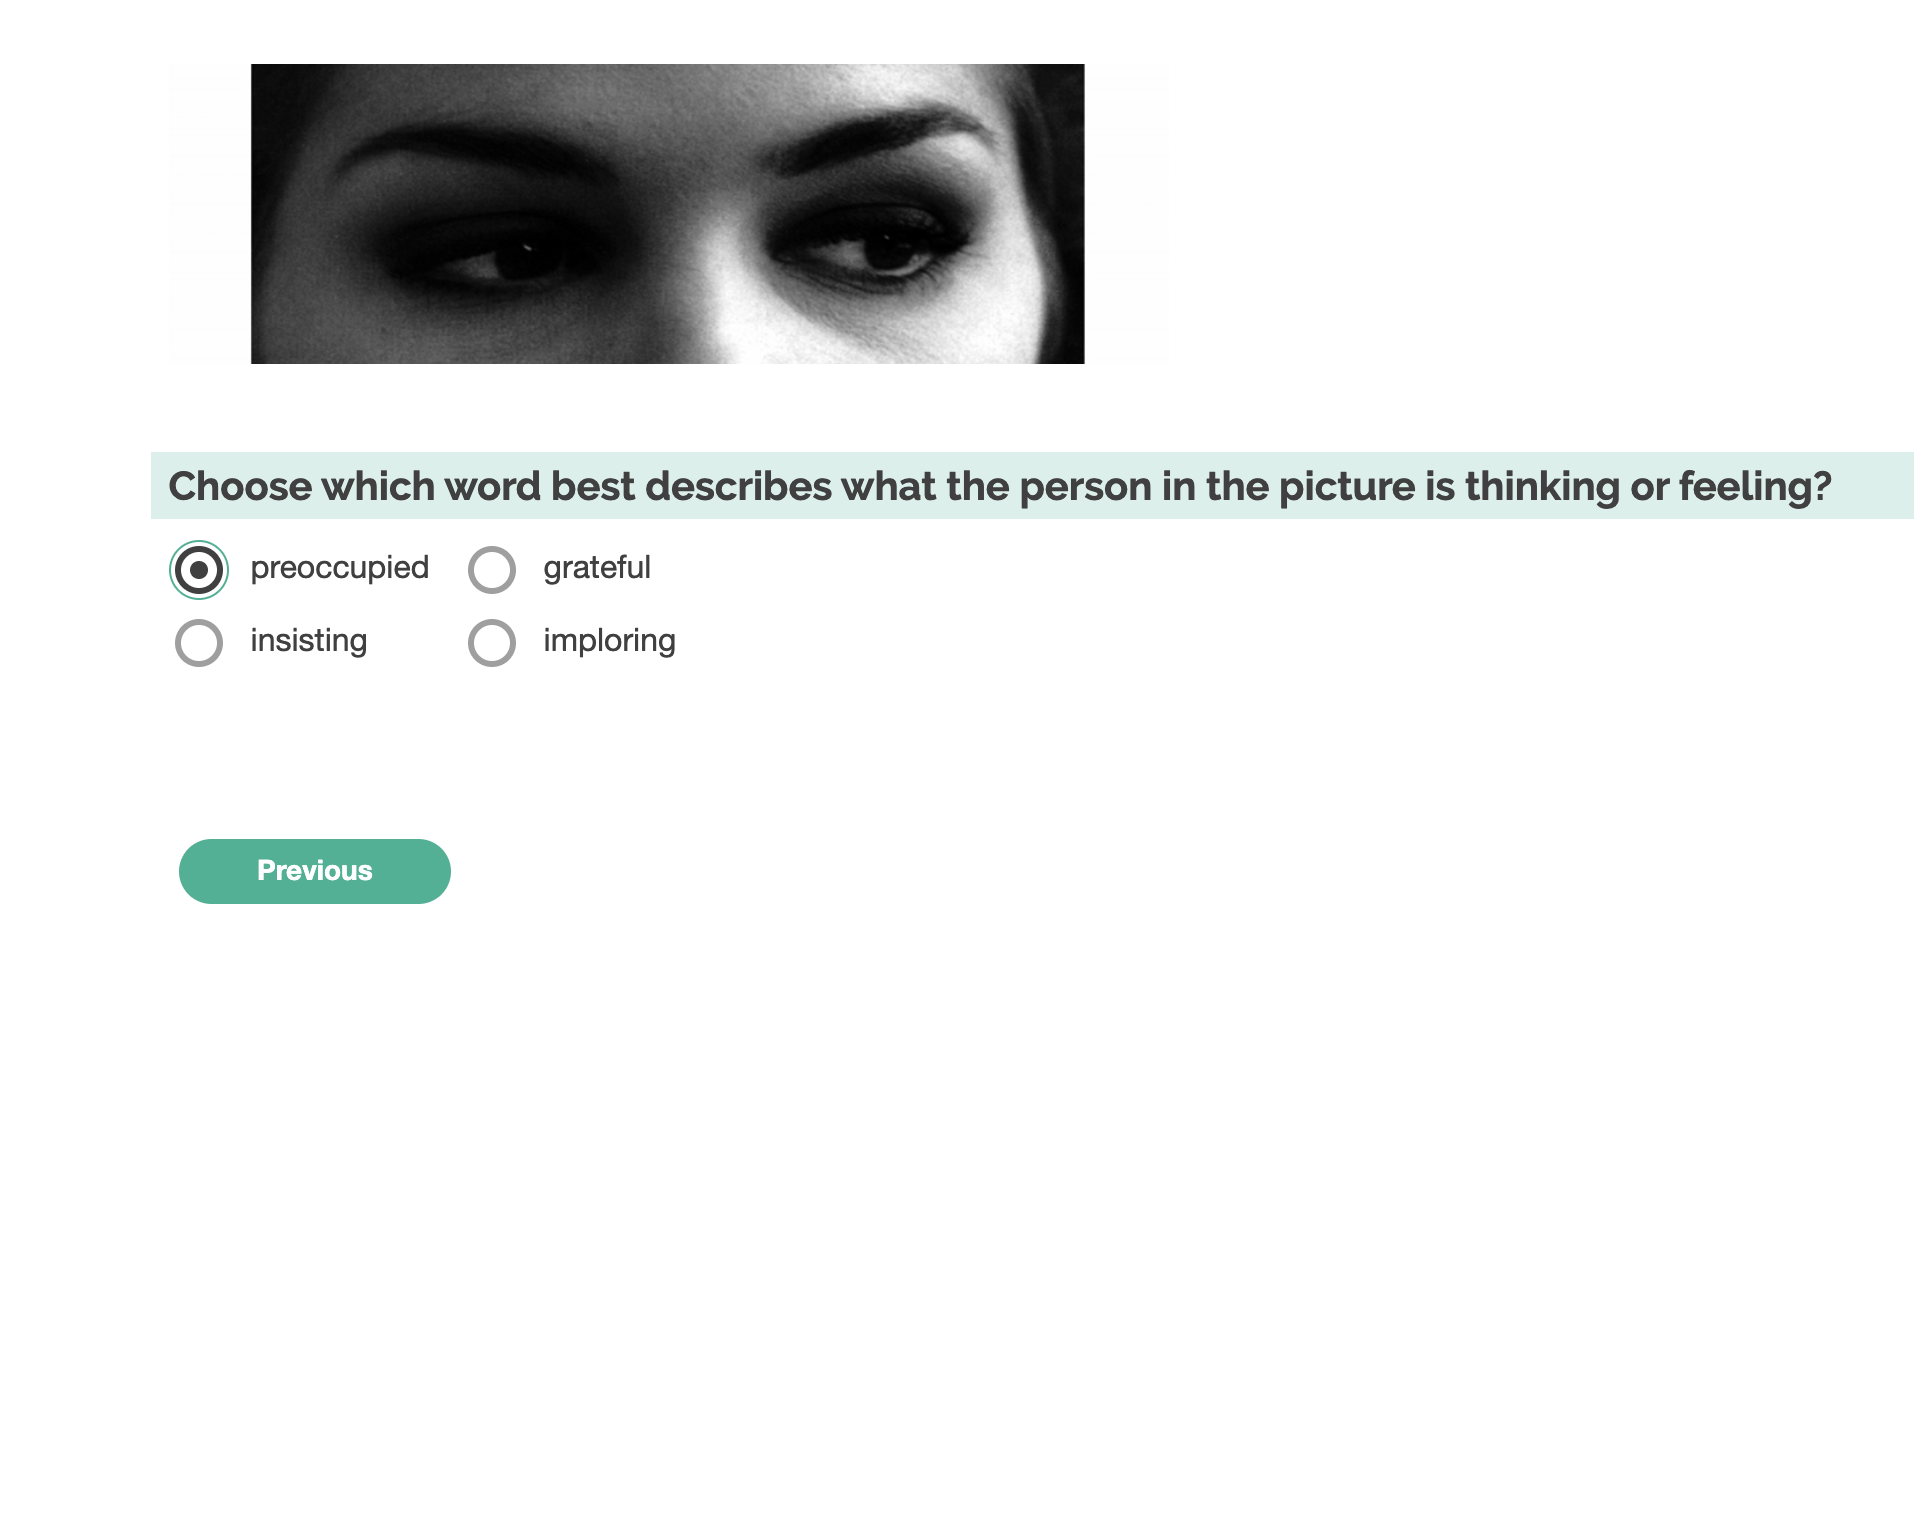 Choose which word best describes what the person in the picture is thinking or feeling?
preoccupied grateful
insisting imploring
Previous